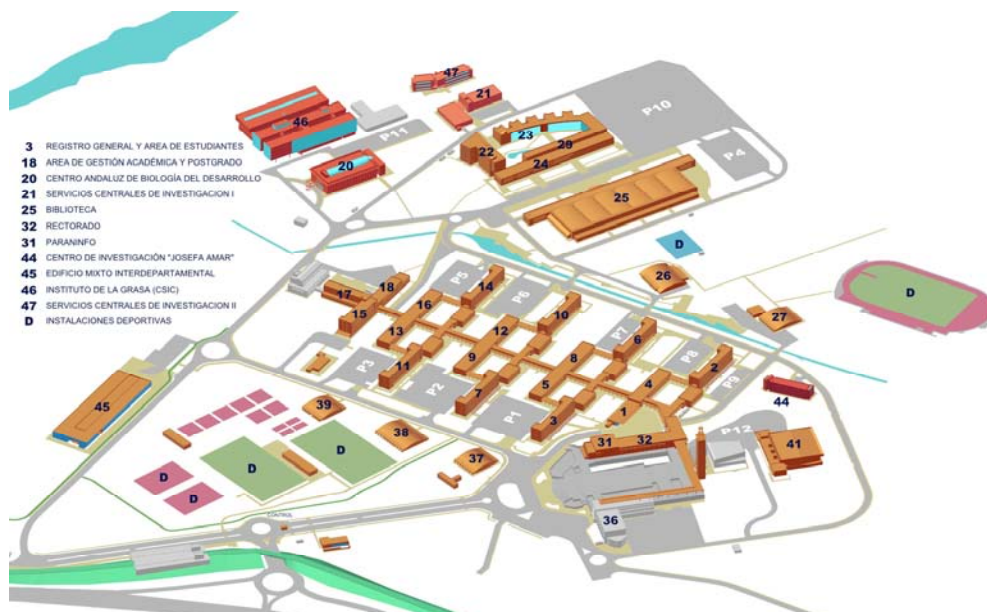 3 REGISTRO GENERAL Y AREA DE ESTUDIANTES
18 AREA DE GESTIÓN ACADÉMICA Y POSTGRADO
20 CENTRO ANDALUZ DE BIOLOGÍA DEL DESARROLLO
21 SERVICIOS CENTRALES DE INVESTIGACION I
25 BIBLIOTECA
32 RECTORADO
31 PARANINFO
44 CENTRO DE INVESTIGACIÓN "JOSEFA AMAR"
45 EDIFICIO MIXTO INTERDEPARTAMENTAL
46 INSTITUTO DE LA GRASA (CSIC)
47 SERVICIOS CENTRALES DE INVESTIGACION II
D INSTALACIONES DEPORTIVAS
47
21
46
P11
P10
23
29
22
24
20
P4
25
D
26
D
27
18
17
P5
14
16
P6
15
13
12
10
P7
6
P3
11
9
8
P8
2
P2
7
5
4
P9
44
45
39
P1
3
1
38
31
32
P12
41
D
D
37
D
D
36
CONTROL